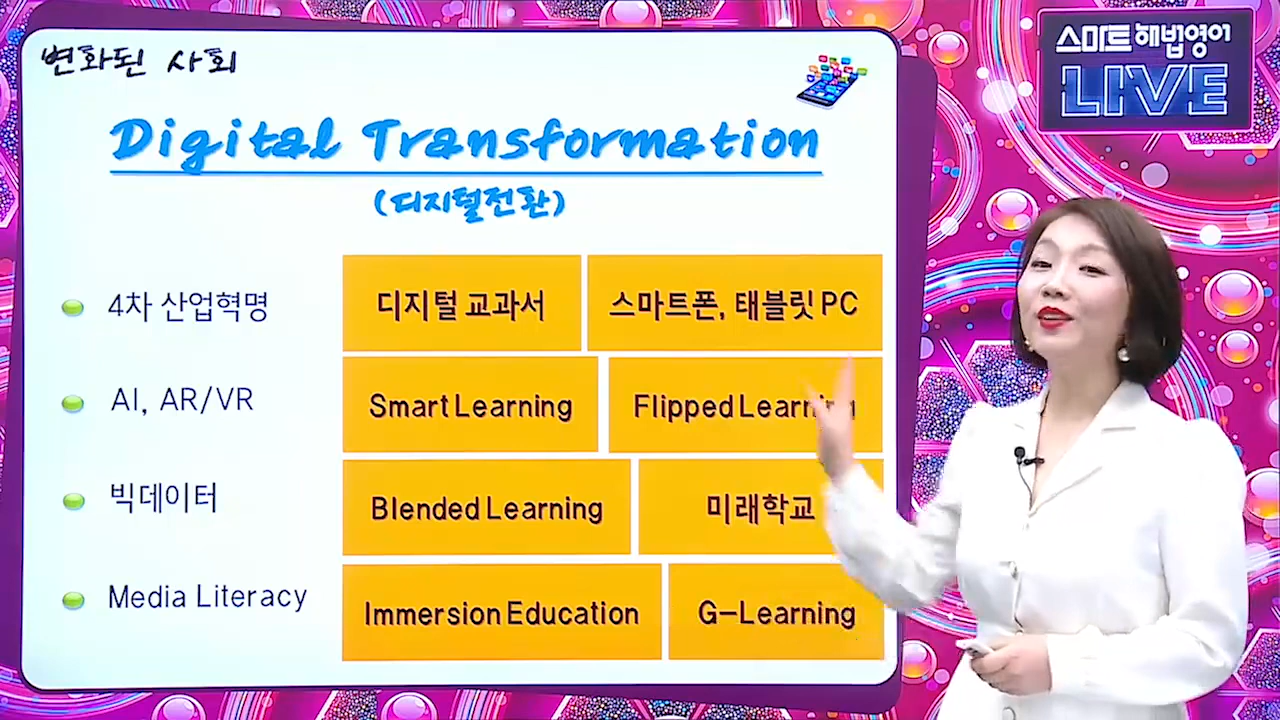 변화된 사회
스마트해법영어
LIVE
Digital Transformation
(디지털전환)
4차 산업혁명
디지털 교과서
스마트폰, 태블릿 PC
AI, AR/VR
Smart Learning
Flipped Learning
빅데이터
Blended Learning
미래학교
Media Literacy
Immersion Education
G-Learning